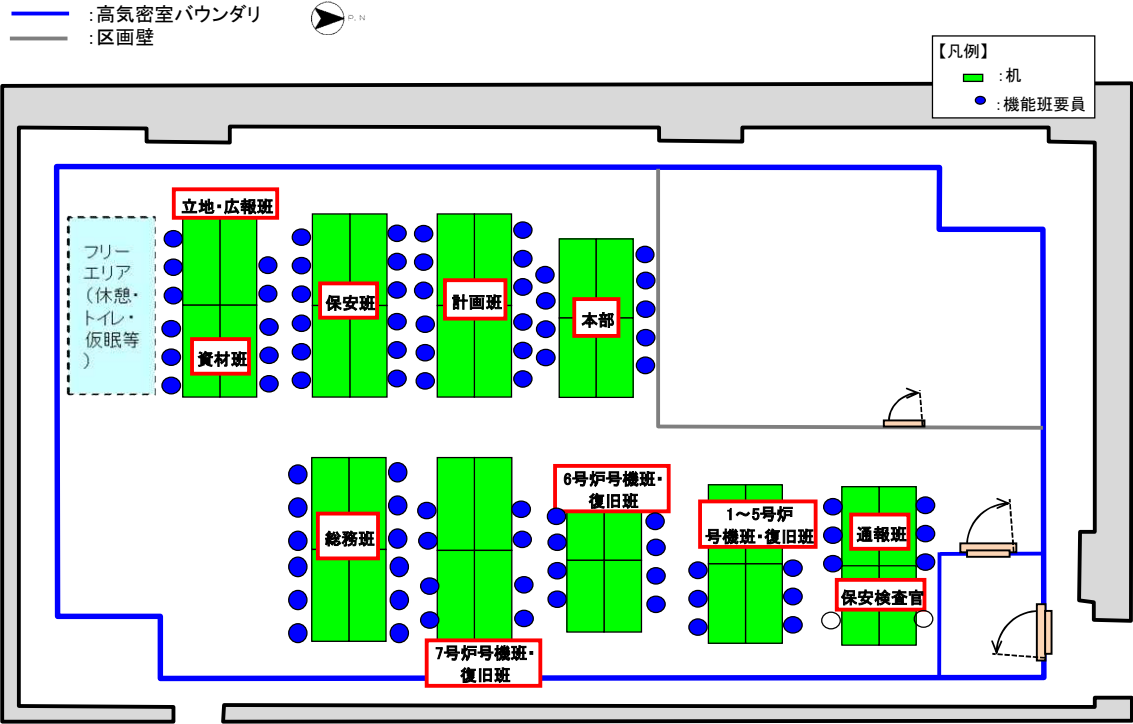 ：高気密室バウンダリ
：区画壁
P.N
【凡例】
：机
：機能班要員
立地・広報班
フリー
エリア
（休憩・
トイレ・
仮眠等
）
資材班
保安班
計画班
本部
総務班
7号炉号機班・
復旧班
6号炉号機班・
復旧班
1～5号炉
号機班・復旧班
通報班
保安検査官